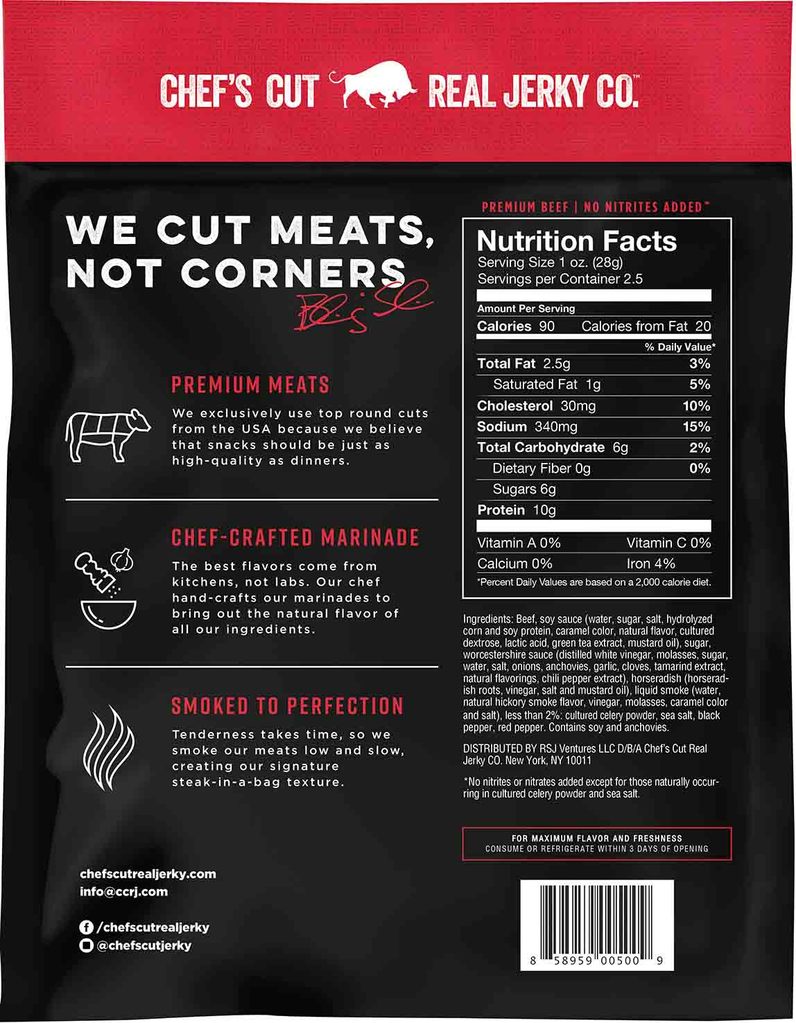 CHEF'S CUT REAL JERKY CO.™
WE CUT MEATS,
NOT CORNERS
PREMIUM MEATS
We exclusively use top round cuts
from the USA because we believe
that snacks should be just as
high-quality as dinners.
CHEF-CRAFTED MARINADE
The best flavors come from
kitchens, not labs. Our chef
hand-crafts our marinades to
bring out the natural flavor of
all our ingredients.
SMOKED TO PERFECTION
Tenderness takes time, so we
smoke our meats low and slow,
creating our signature
steak-in-a-bag texture.
chefscutrealjerky.com
info@ccrj.com
/chefscutrealjerky
@chefscutjerky
PREMIUM BEEF | NO NITRITES ADDED*
Nutrition Facts
Serving Size 1 oz. (28g)
Servings per Container 2.5
Amount Per Serving
Calories 90 Calories from Fat 20
% Daily Value*
Total Fat 2.5g 3%
Saturated Fat 1g 5%
Cholesterol 30mg 10%
Sodium 340mg 15%
Total Carbohydrate 6g 2%
Dietary Fiber 0g 0%
Sugars 6g
Protein 10g
Vitamin A 0% Vitamin C 0%
Calcium 0% Iron 4%
*Percent Daily Values are based on a 2,000 calorie diet.
Ingredients: Beef, soy sauce (water, sugar, salt, hydrolyzed
corn and soy protein, caramel color, natural flavor, cultured
dextrose, lactic acid, green tea extract, mustard oil), sugar,
worcestershire sauce (distilled white vinegar, molasses, sugar,
water, salt, onions, anchovies, garlic, cloves, tamarind extract,
natural flavorings, chili pepper extract), horseradish (horserad-
ish roots, vinegar, salt and mustard oil), liquid smoke (water,
natural hickory smoke flavor, vinegar, molasses, caramel color
and salt), less than 2%: cultured celery powder, sea salt, black
pepper, red pepper. Contains soy and anchovies.
DISTRIBUTED BY RSJ Ventures LLC D/B/A Chef's Cut Real
Jerky CO. New York, NY 10011
*No nitrites or nitrates added except for those naturally occur-
ring in cultured celery powder and sea salt.
FOR MAXIMUM FLAVOR AND FRESHNESS
CONSUME OR REFRIGERATE WITHIN 3 DAYS OF OPENING
8 58959 00500 9